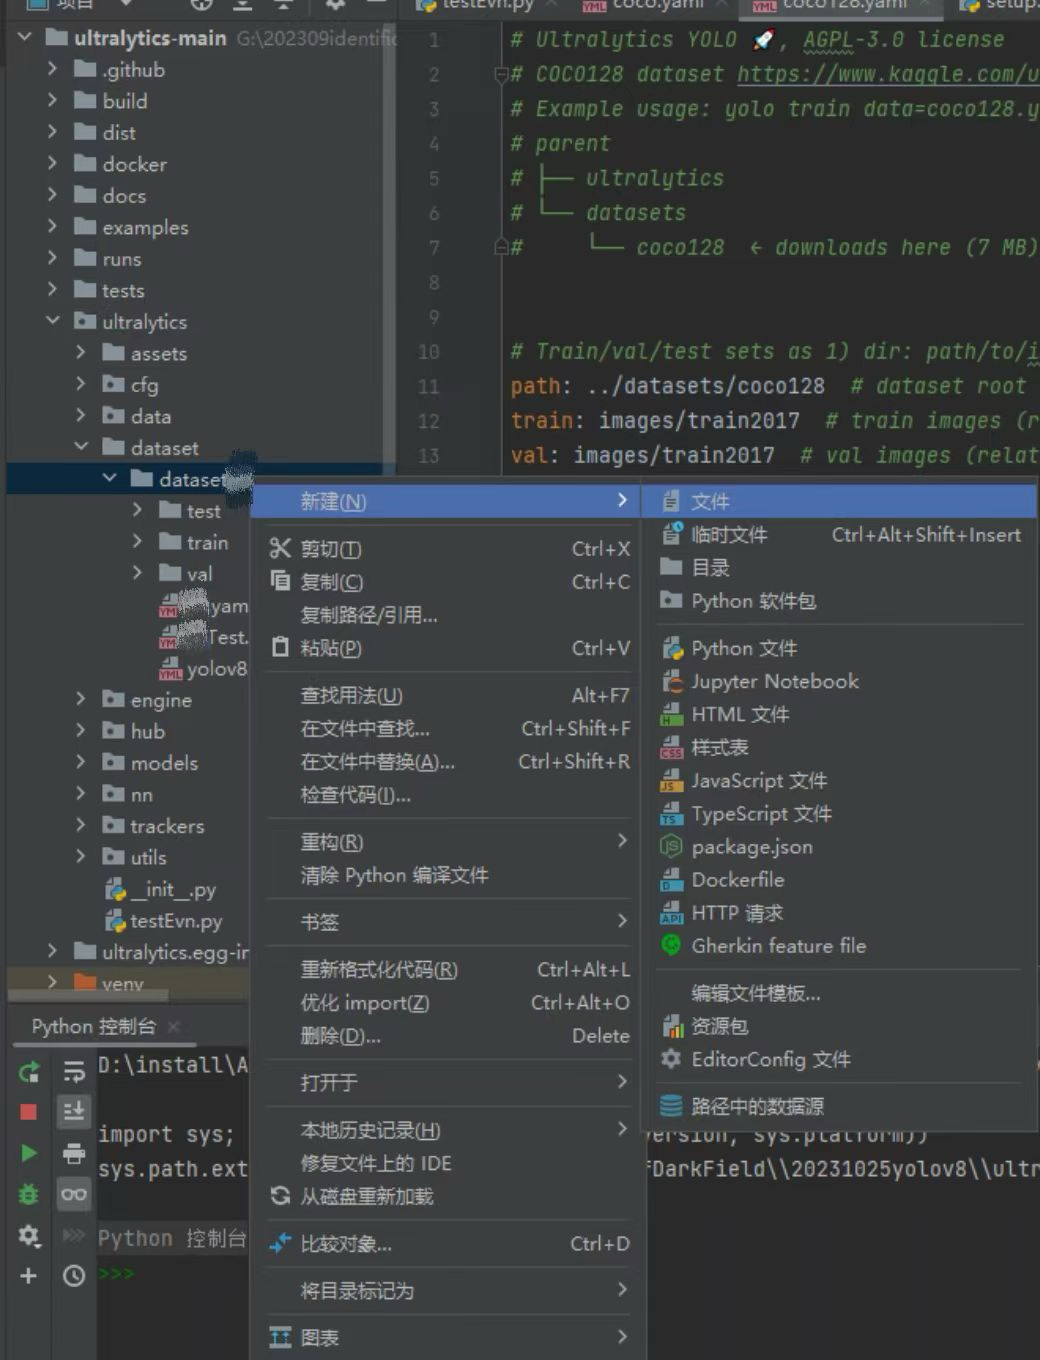 项目
testEvn.py
coco.yaml
coco128.yaml
setup.
ultralytics-main G:\202309identific
.github
build
dist
docker
docs
examples
runs
tests
ultralytics
assets
cfg
data
dataset
dataset
test
train
val
yam
Test.
yolov8
engine
hub
models
nn
trackers
utils
__init__.py
testEvn.py
ultralytics.egg-in
venv
1 # Ultralytics YOLO 🚀, AGPL-3.0 license
2 # COCO128 dataset https://www.kaggle.com/u
3 # Example usage: yolo train data=coco128.y
4 # parent
5 # ├── ultralytics
6 # └── datasets
7 #     └── coco128  ← downloads here (7 MB)
8
9
10 # Train/val/test sets as 1) dir: path/to/i
11 path: ../datasets/coco128  # dataset root
12 train: images/train2017  # train images (r
13 val: images/train2017  # val images (relat
新建(N)
剪切(T) Ctrl+X
复制(C) Ctrl+C
复制路径/引用...
粘贴(P) Ctrl+V
查找用法(U) Alt+F7
在文件中查找... Ctrl+Shift+F
在文件中替换(A)... Ctrl+Shift+R
检查代码(I)...
重构(R)
清除 Python 编译文件
书签
重新格式化代码(R) Ctrl+Alt+L
优化 import(Z) Ctrl+Alt+O
删除(D)... Delete
打开于
本地历史记录(H)
修复文件上的 IDE
从磁盘重新加载
比较对象... Ctrl+D
将目录标记为
图表
文件
临时文件 Ctrl+Alt+Shift+Insert
目录
Python 软件包
Python 文件
Jupyter Notebook
HTML 文件
样式表
JavaScript 文件
TypeScript 文件
package.json
Dockerfile
HTTP 请求
Gherkin feature file
编辑文件模板...
资源包
EditorConfig 文件
路径中的数据源
Python 控制台
D:\install\A
import sys; ersion, sys.platform))
sys.path.ext FDarkField\\20231025yolov8\\ultr
Python 控制台
>>>